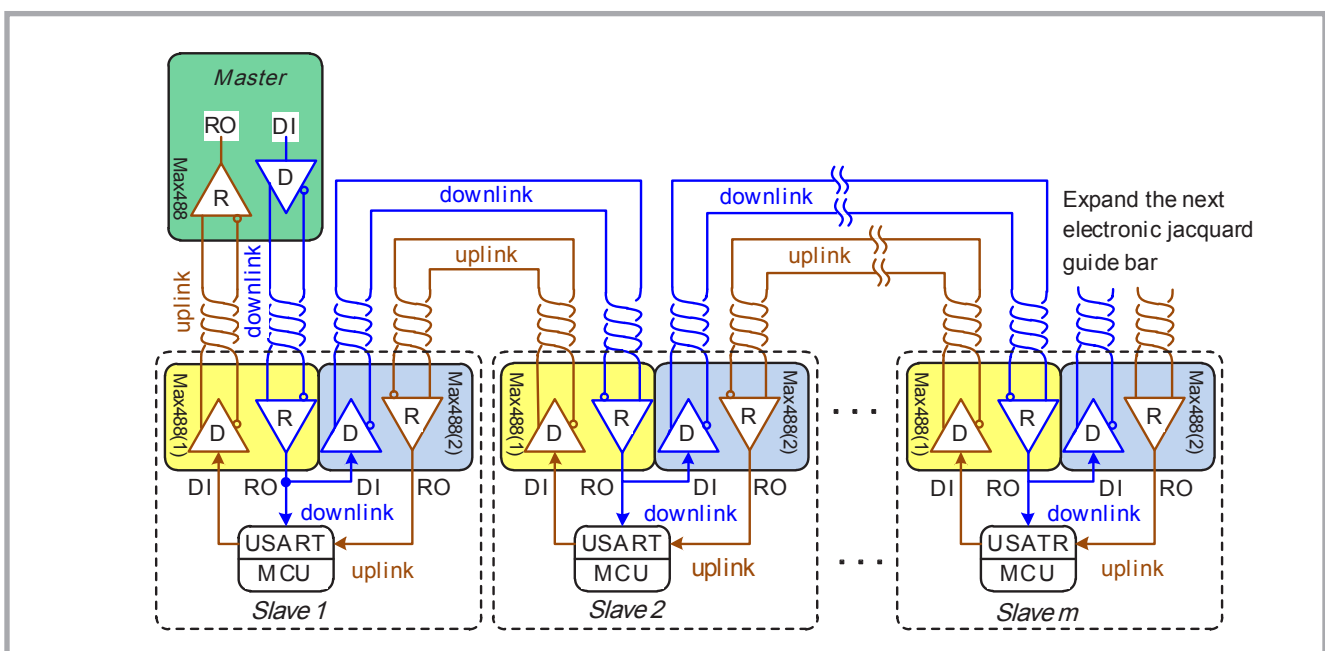 Master
RO DI
Max488
R
D
uplink
downlink
downlink
uplink
downlink
uplink
Expand the next
electronic jacquard
guide bar
Max488(1)
D
R
D
R
Max488(2)
DI RO DI RO
downlink
USART
MCU
uplink
Slave 1
Max488(1)
D
R
D
R
Max488(2)
DI RO DI RO
downlink
USART
MCU
uplink
Slave 2
. . .
. . .
Max488(1)
D
R
D
R
Max488(2)
DI RO DI RO
downlink
USATR
MCU
uplink
Slave m